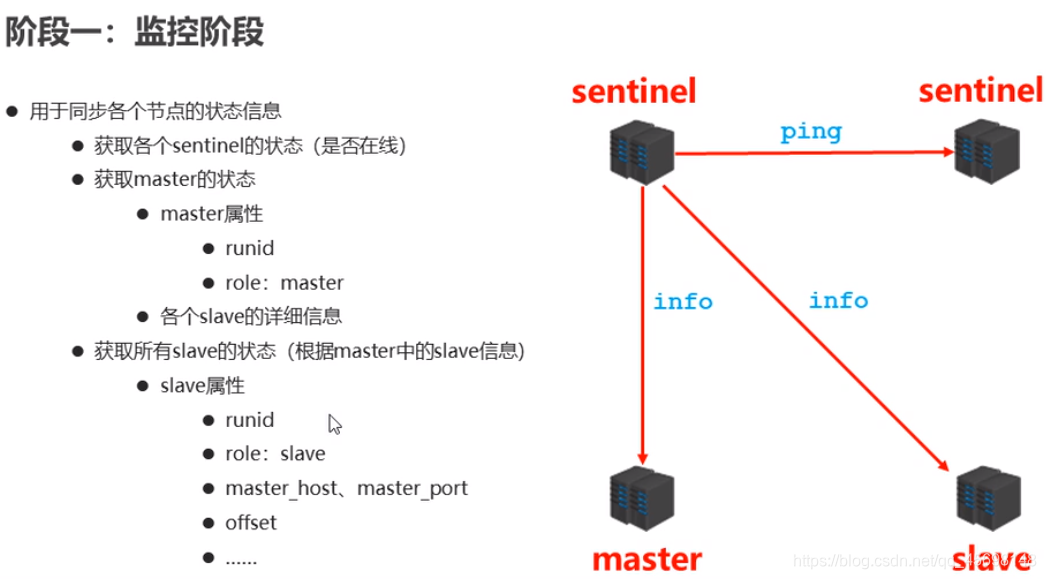 阶段一：监控阶段
● 用于同步各个节点的状态信息
● 获取各个sentinel的状态（是否在线）
● 获取master的状态
● master属性
● runid
● role：master
● 各个slave的详细信息
● 获取所有slave的状态（根据master中的slave信息）
● slave属性
● runid
● role：slave
● master_host、master_port
● offset
● ......
sentinel
sentinel
ping
info
info
master
slave